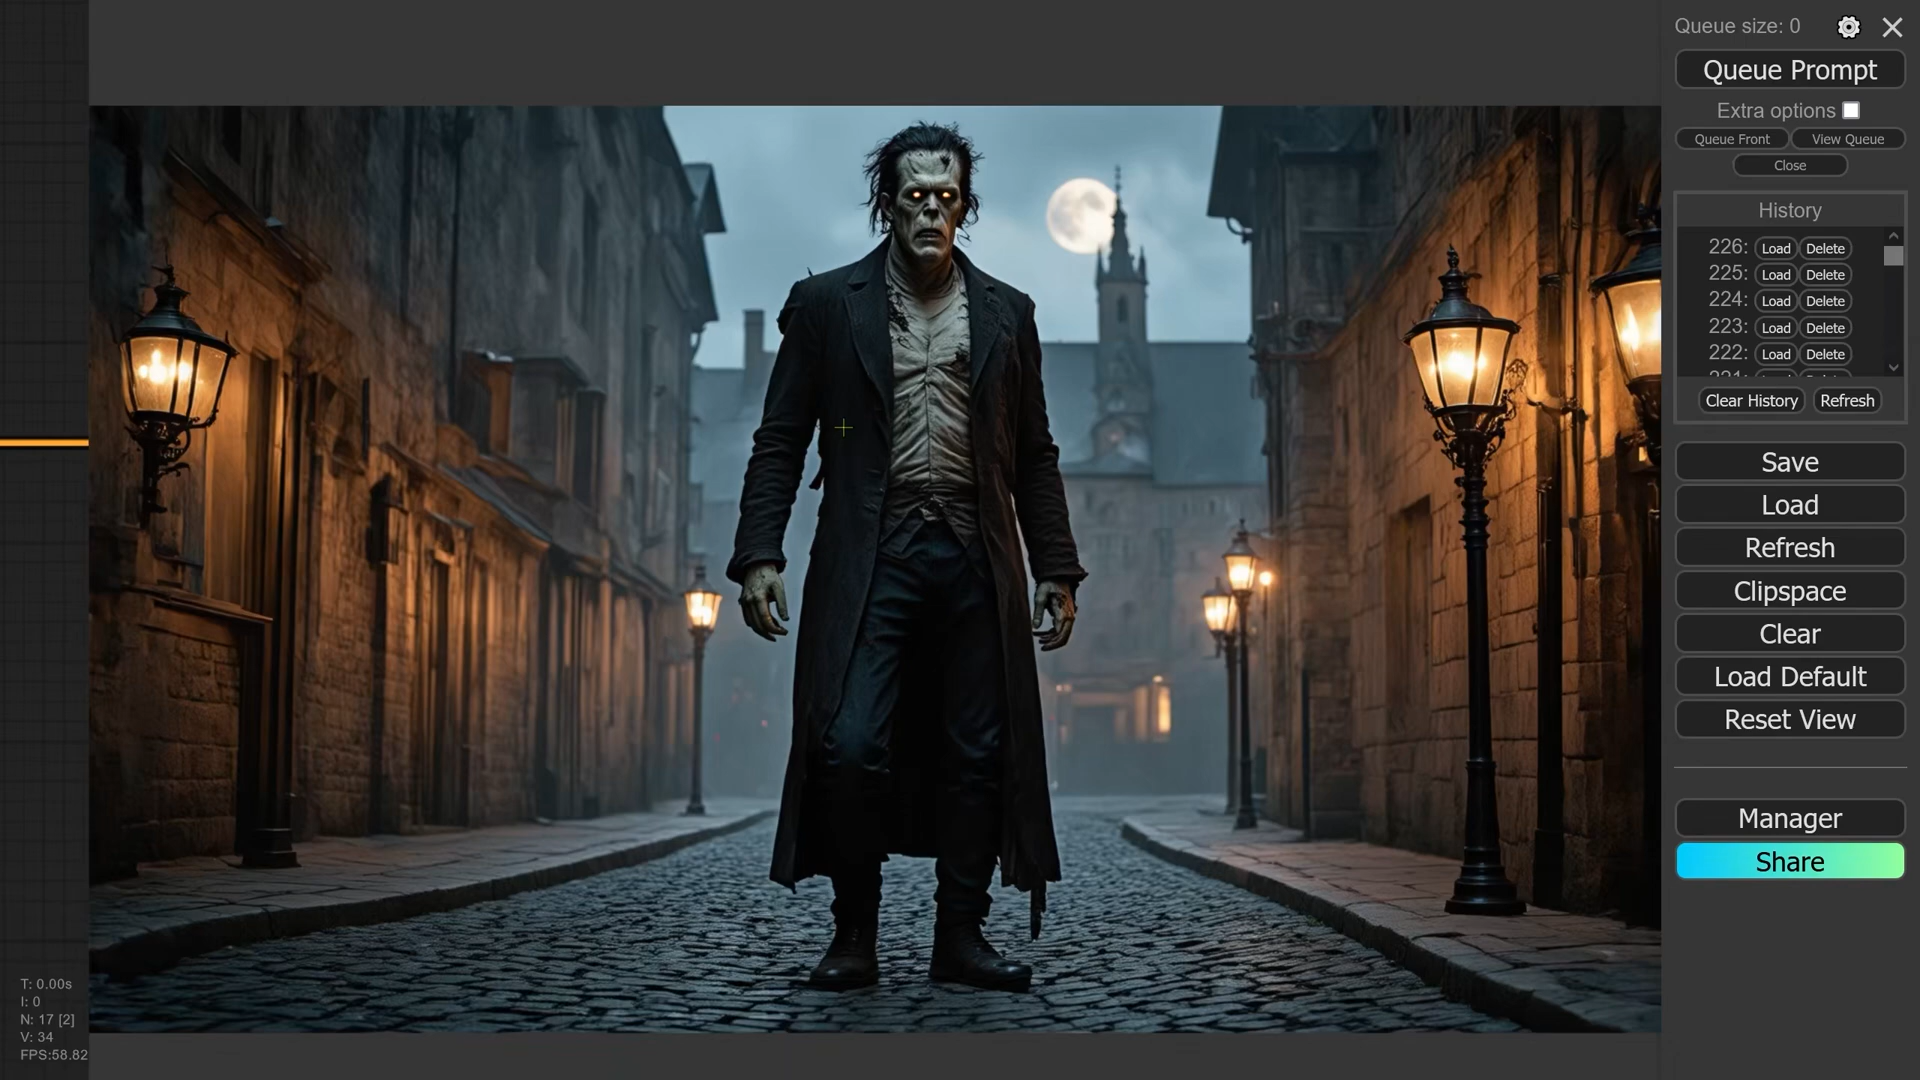 Queue size: 0
Queue Prompt
Extra options
Queue Front View Queue
Close
History
226: Load Delete
225: Load Delete
224: Load Delete
223: Load Delete
222: Load Delete
Clear History Refresh
Save
Load
Refresh
Clipspace
Clear
Load Default
Reset View
Manager
Share
T: 0.00s
I: 0
N: 17 [2]
V: 34
FPS:58.82